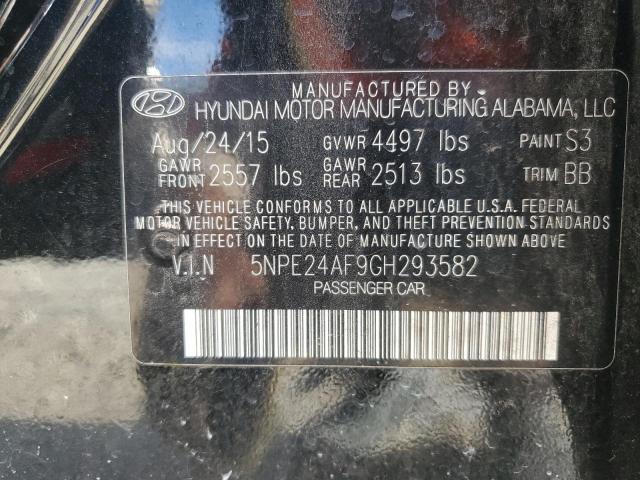 MANUFACTURED BY
HYUNDAI MOTOR MANUFACTURING ALABAMA, LLC
Aug/24/15 GVWR 4497 lbs PAINT S3
GAWR FRONT 2557 lbs GAWR REAR 2513 lbs TRIM BB
THIS VEHICLE CONFORMS TO ALL APPLICABLE U.S.A. FEDERAL
MOTOR VEHICLE SAFETY, BUMPER, AND THEFT PREVENTION STANDARDS
IN EFFECT ON THE DATE OF MANUFACTURE SHOWN ABOVE.
V.I.N 5NPE24AF9GH293582
PASSENGER CAR